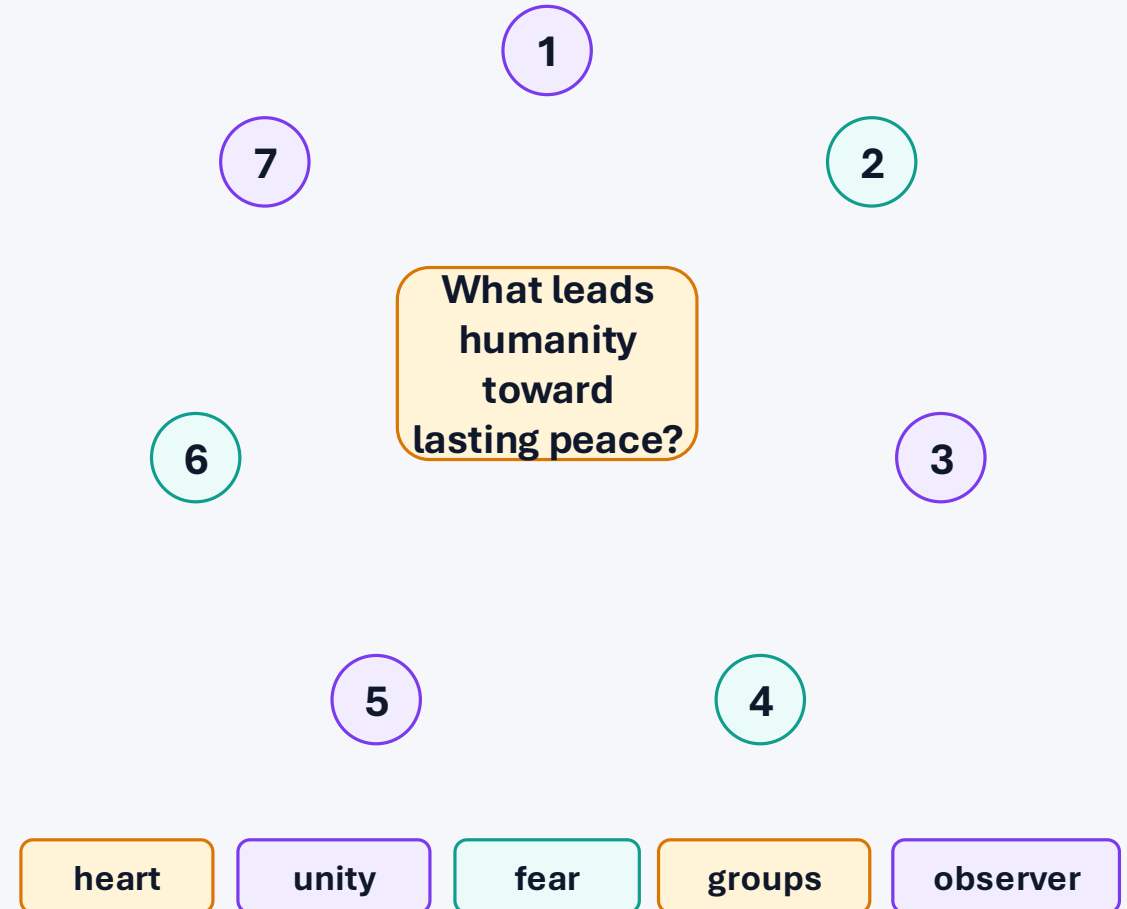 1
7
2
What leads
humanity
toward
lasting peace?
6
3
5
4
heart
unity
fear
groups
observer